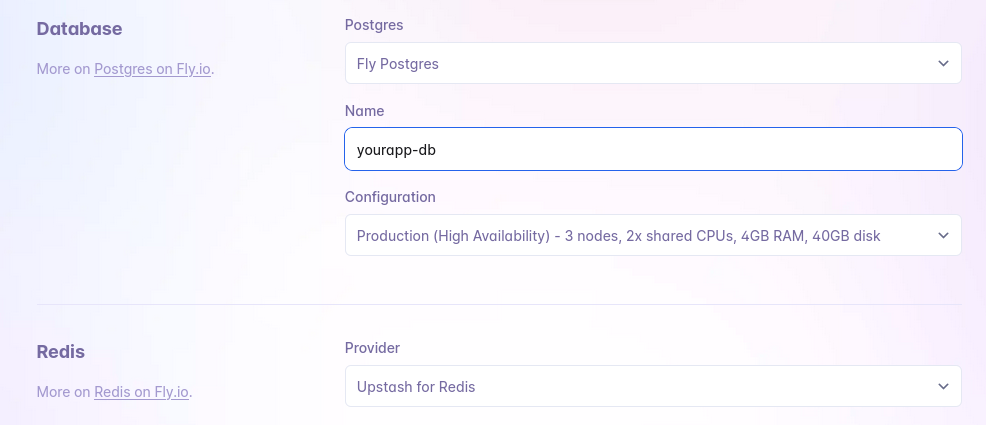 Database
More on Postgres on Fly.io.
Postgres
Fly Postgres
Name
yourapp-db
Configuration
Production (High Availability) - 3 nodes, 2x shared CPUs, 4GB RAM, 40GB disk
Redis
More on Redis on Fly.io.
Provider
Upstash for Redis